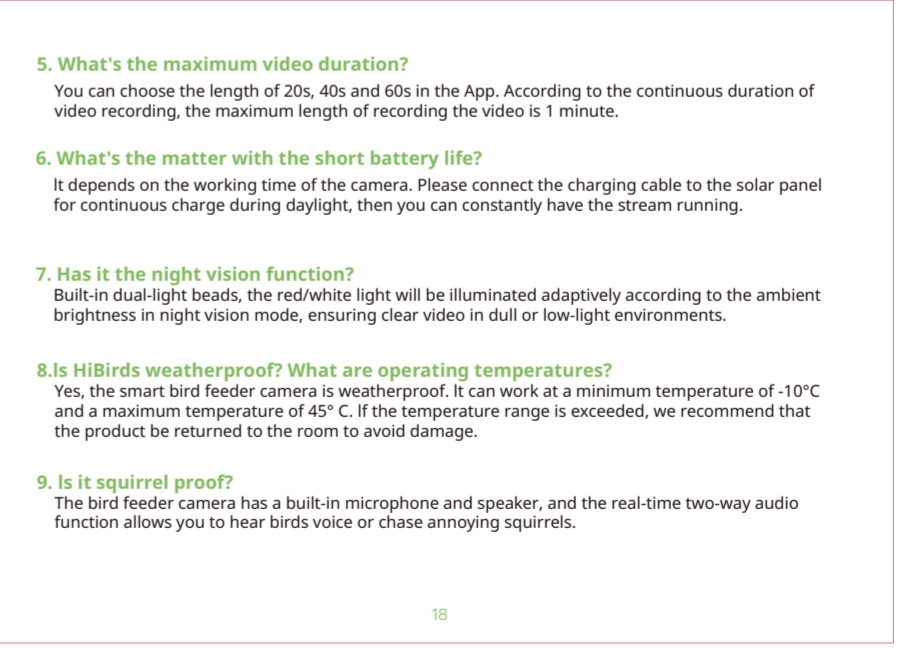 5. What's the maximum video duration?
You can choose the length of 20s, 40s and 60s in the App. According to the continuous duration of
video recording, the maximum length of recording the video is 1 minute.
6. What's the matter with the short battery life?
It depends on the working time of the camera. Please connect the charging cable to the solar panel
for continuous charge during daylight, then you can constantly have the stream running.
7. Has it the night vision function?
Built-in dual-light beads, the red/white light will be illuminated adaptively according to the ambient
brightness in night vision mode, ensuring clear video in dull or low-light environments.
8.ls HiBirds weatherproof? What are operating temperatures?
Yes, the smart bird feeder camera is weatherproof. lt can work at a minimum temperature of -10°C
and a maximum temperature of 45° C. lf the temperature range is exceeded, we recommend that
the product be returned to the room to avoid damage.
9. ls it squirrel proof?
The bird feeder camera has a built-in microphone and speaker, and the real-time two-way audio
function allows you to hear birds voice or chase annoying squirrels.
18